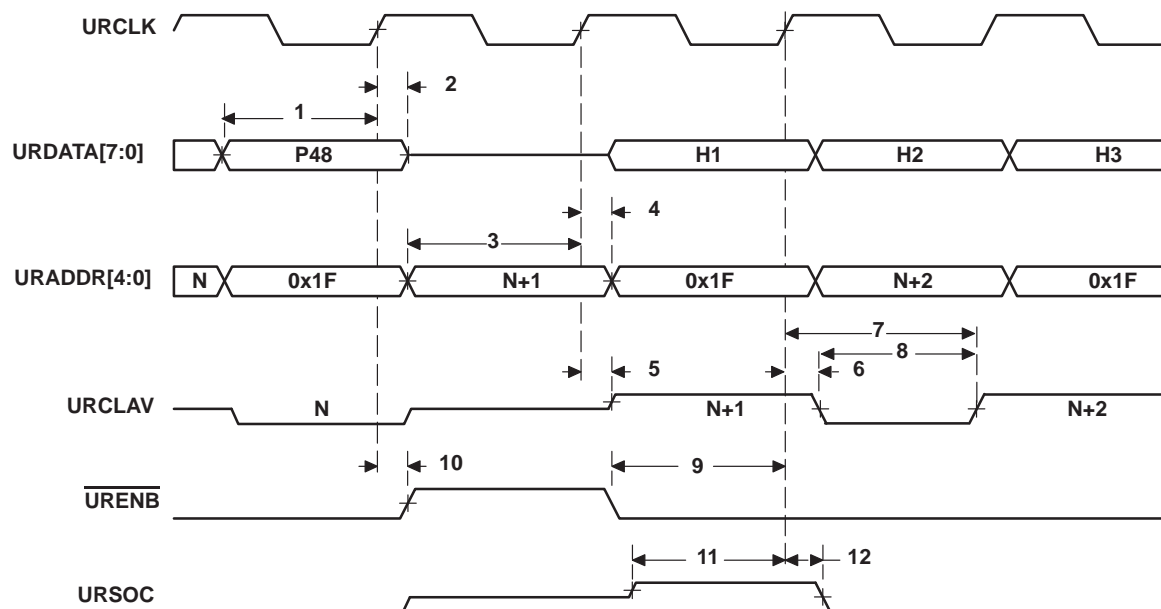 URCLK
2
1
URDATA[7:0] P48 H1 H2 H3
4
3
URADDR[4:0] N 0x1F N+1 0x1F N+2 0x1F
7
8
5 6
URCLAV N N+1 N+2
10 9
URENB
11 12
URSOC